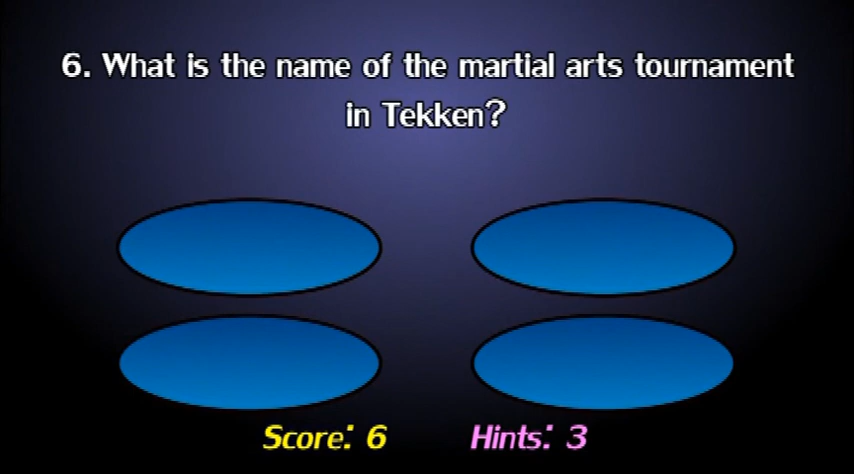 6. What is the name of the martial arts tournament
in Tekken?
Score: 6
Hints: 3